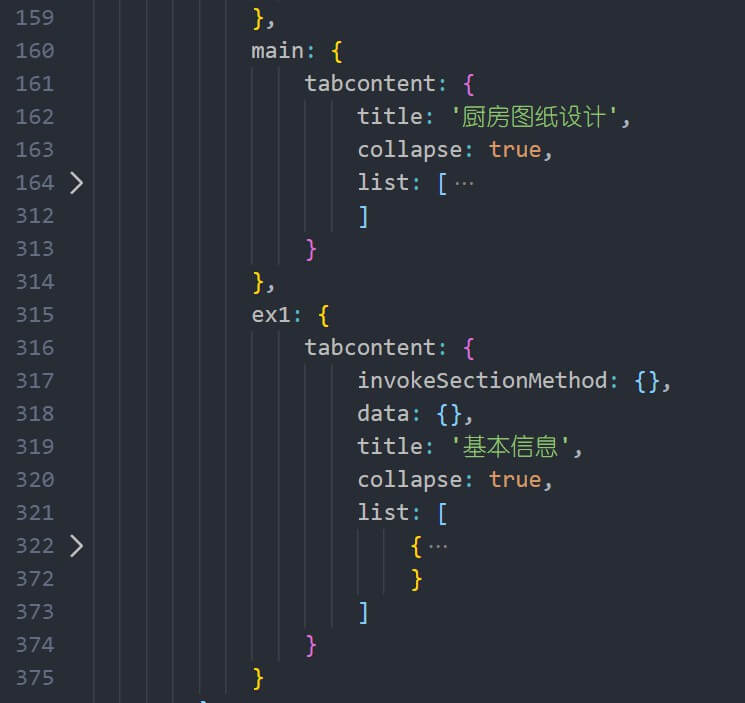 159 },
160 main: {
161 tabcontent: {
162 title: '厨房图纸设计',
163 collapse: true,
164 list: [ ···
312 ]
313 }
314 },
315 ex1: {
316 tabcontent: {
317 invokeSectionMethod: {},
318 data: {},
319 title: '基本信息',
320 collapse: true,
321 list: [
322 { ···
372 }
373 ]
374 }
375 }